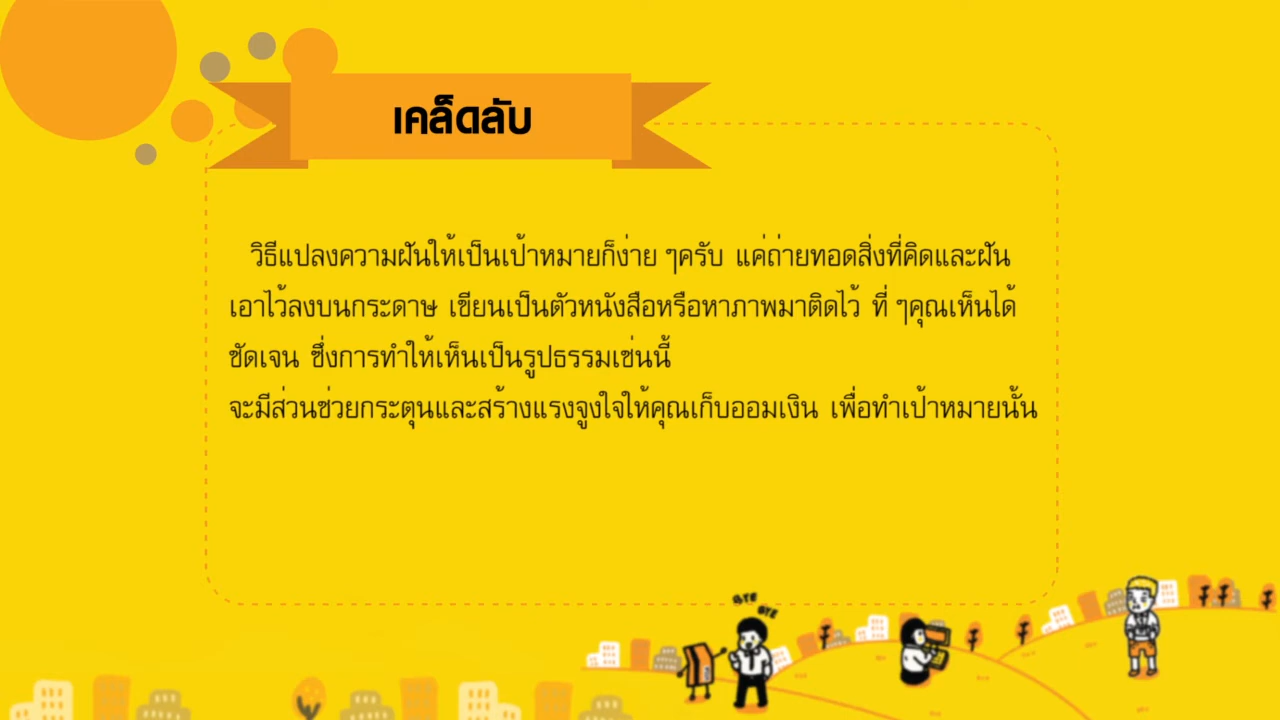 เคล็ดลับ
วิธีแปลงความฝันให้เป็นเป้าหมายก็ง่าย ๆครับ แค่ถ่ายทอดสิ่งที่คิดและฝัน
เอาไว้ลงบนกระดาษ เขียนเป็นตัวหนังสือหรือหาภาพมาติดไว้ ที่ ๆคุณเห็นได้
ชัดเจน ซึ่งการทำให้เห็นเป็นรูปธรรมเช่นนี้
จะมีส่วนช่วยกระตุนและสร้างแรงจูงใจให้คุณเก็บออมเงิน เพื่อทำเป้าหมายนั้น
BYE
BYE